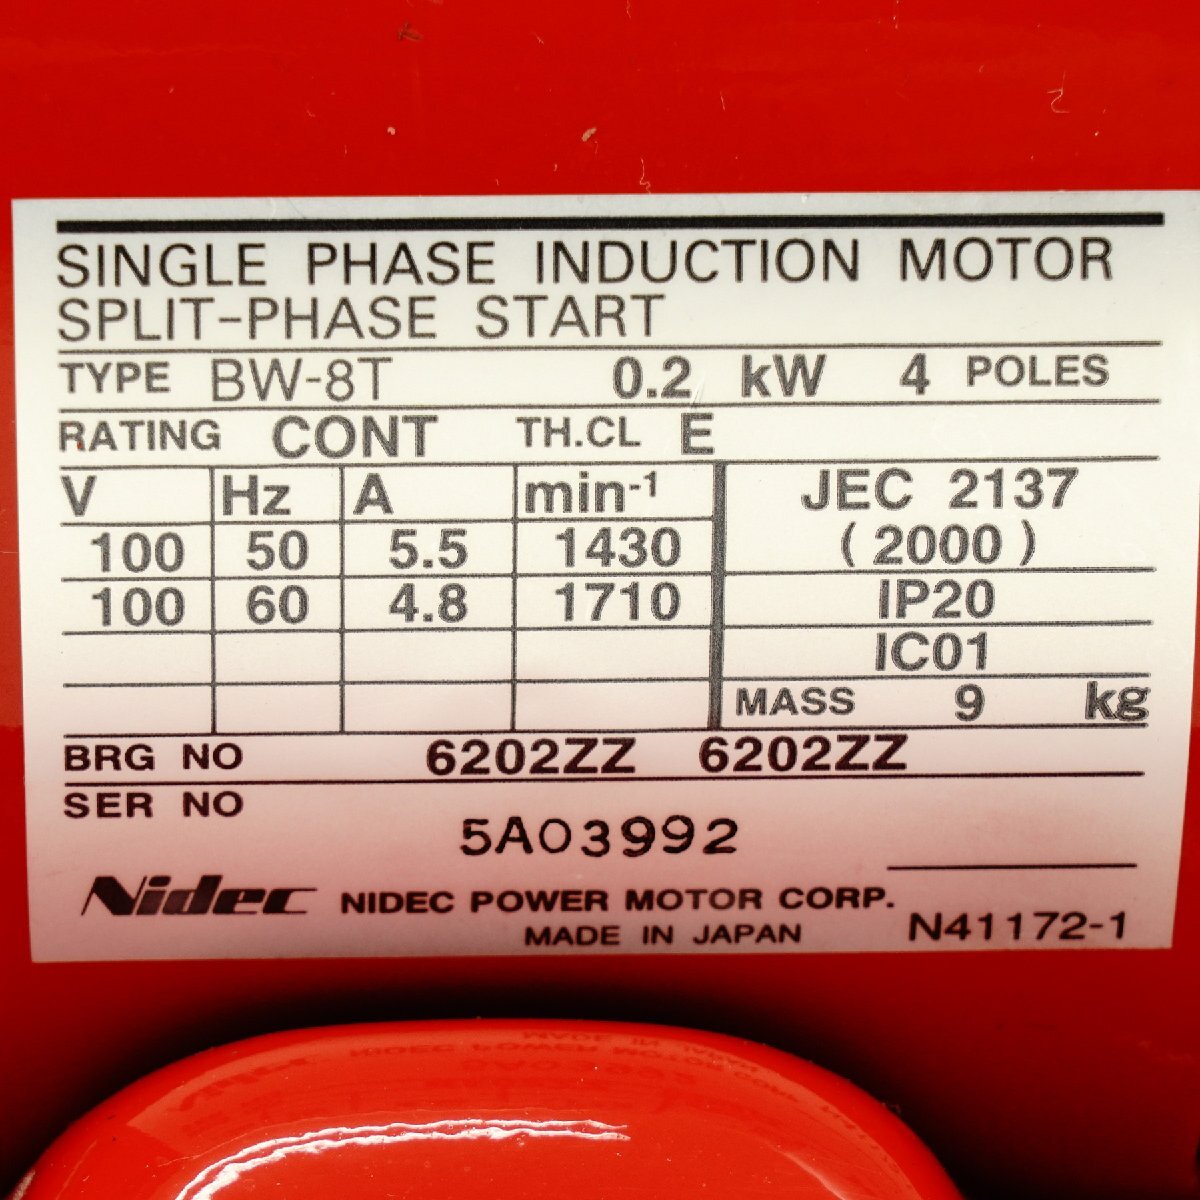 SINGLE PHASE INDUCTION MOTOR
SPLIT-PHASE START
TYPE BW-8T 0.2 kW 4 POLES
RATING CONT TH.CL E
V Hz A min-1 JEC 2137
100 50 5.5 1430 (2000)
100 60 4.8 1710 IP20
IC01
MASS 9 kg
BRG NO 6202ZZ 6202ZZ
SER NO
5A03992
Nidec NIDEC POWER MOTOR CORP.
MADE IN JAPAN N41172-1